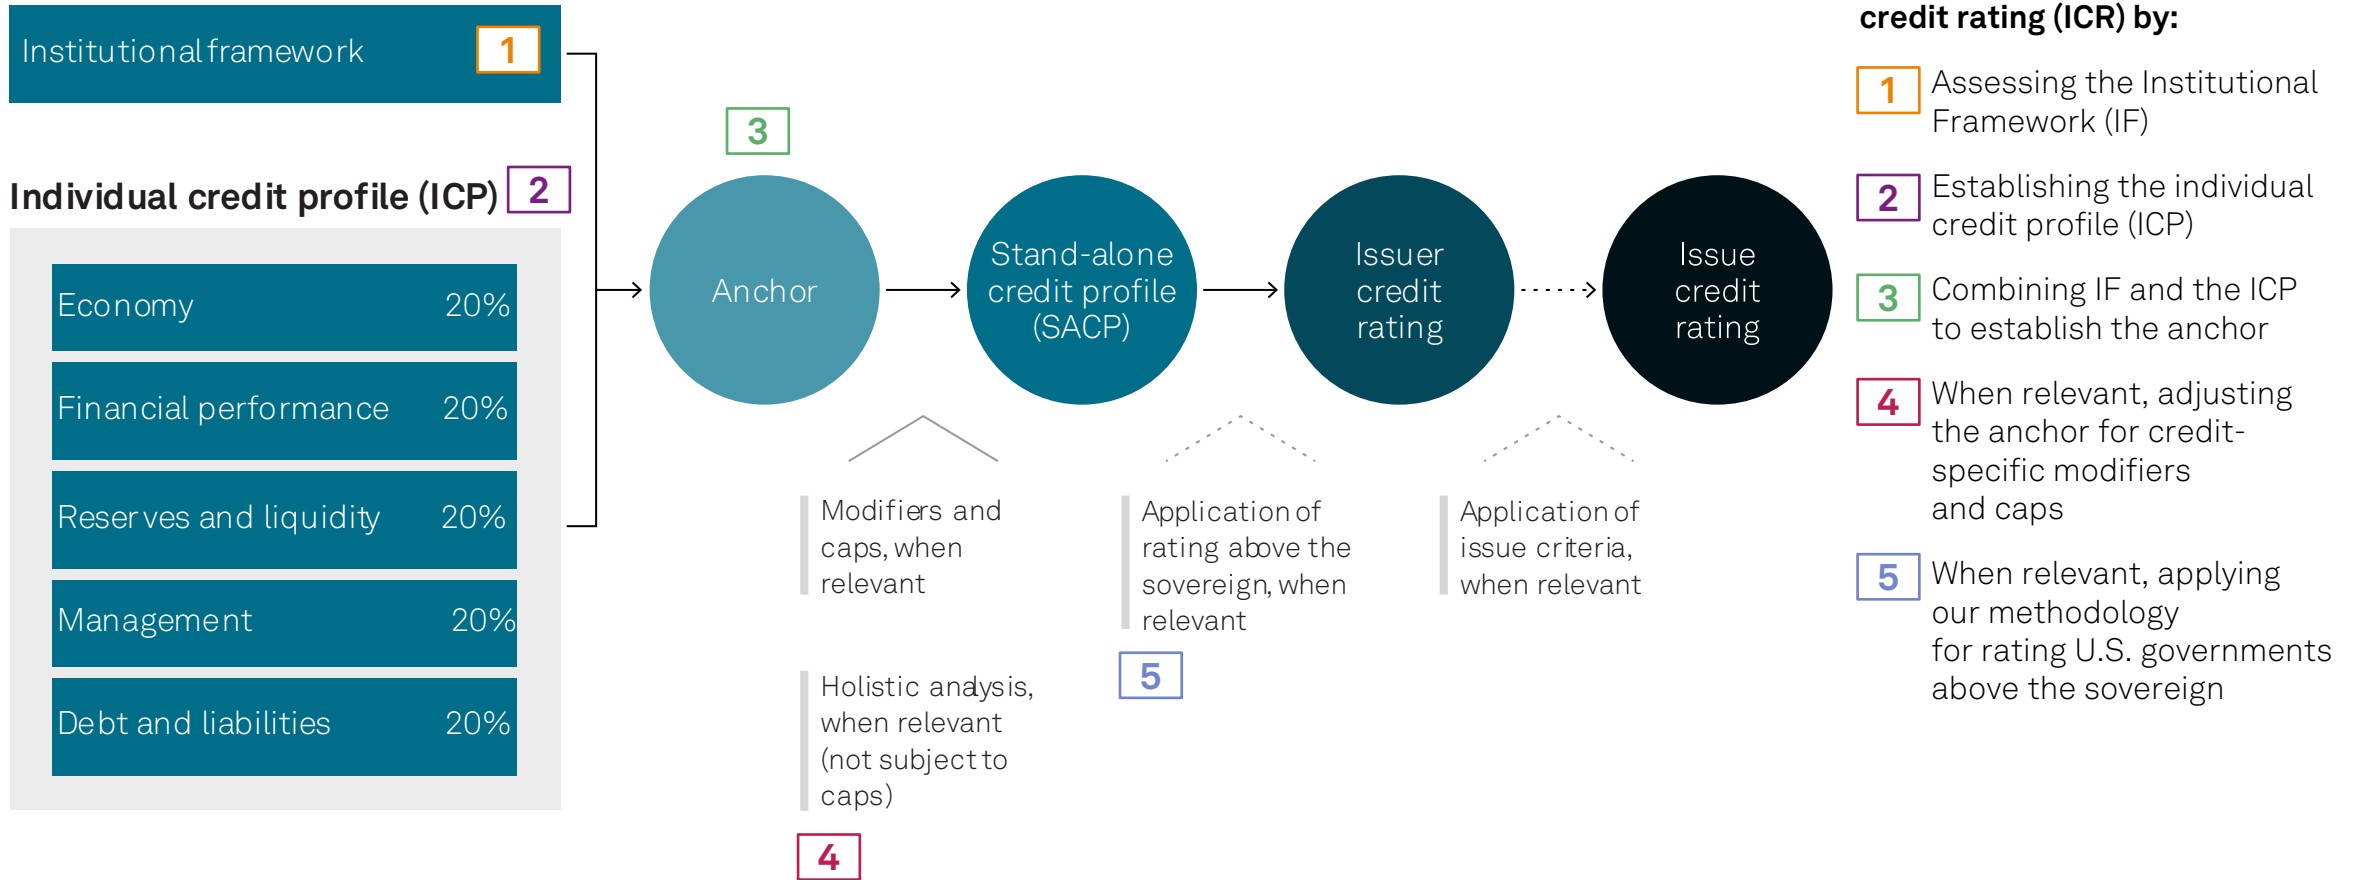 Institutional framework 1
Individual credit profile (ICP) 2
Economy 20%
Financial performance 20%
Reserves and liquidity 20%
Management 20%
Debt and liabilities 20%
3
Anchor
Stand-alone
credit profile
(SACP)
Issuer
credit
rating
Issue
credit
rating
Modifiers and
caps, when
relevant
Holistic analysis,
when relevant
(not subject to
caps)
4
Application of
rating above the
sovereign, when
relevant
5
Application of
issue criteria,
when relevant
credit rating (ICR) by:
1 Assessing the Institutional
Framework (IF)
2 Establishing the individual
credit profile (ICP)
3 Combining IF and the ICP
to establish the anchor
4 When relevant, adjusting
the anchor for credit-
specific modifiers
and caps
5 When relevant, applying
our methodology
for rating U.S. governments
above the sovereign